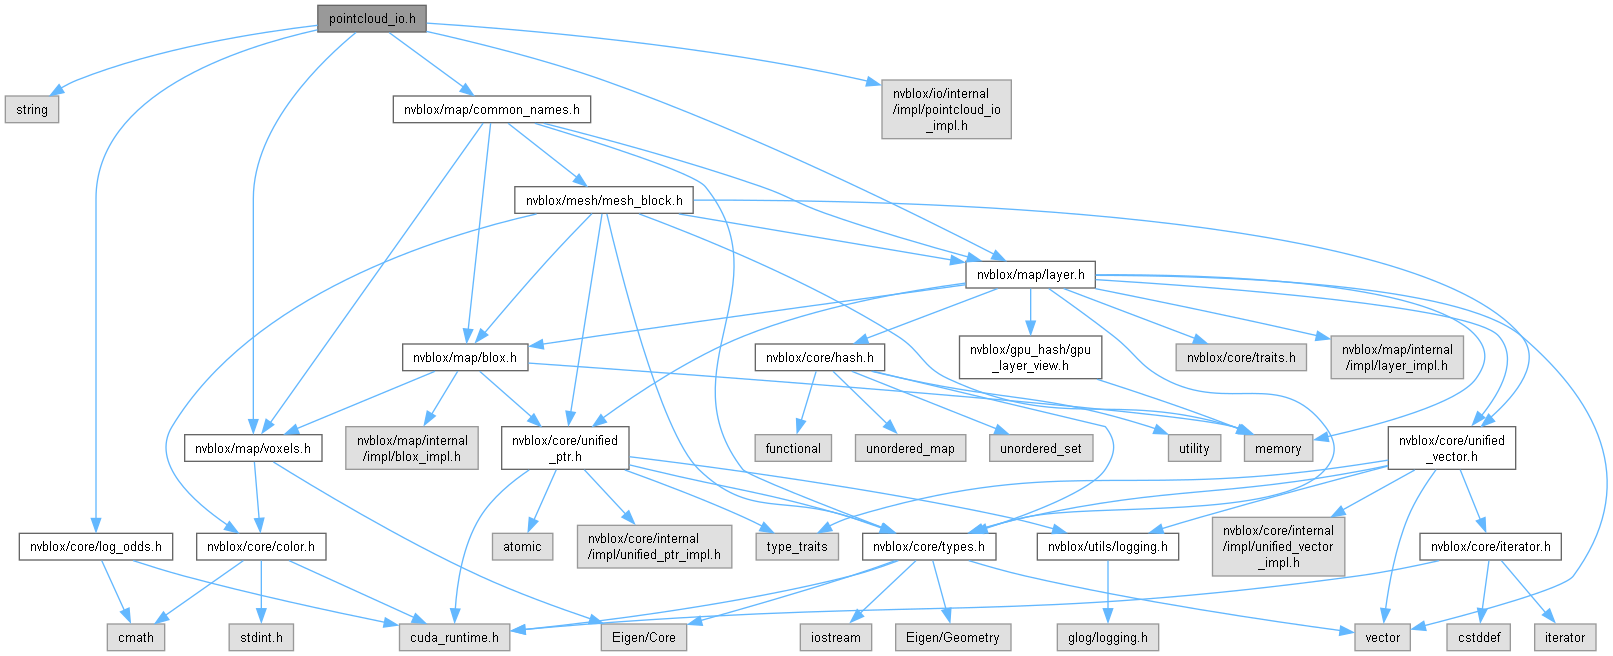 pointcloud_io.h
string
nvblox/map/common_names.h
nvblox/io/internal
/impl/pointcloud_io
_impl.h
nvblox/mesh/mesh_block.h
nvblox/map/layer.h
nvblox/map/blox.h
nvblox/core/hash.h
nvblox/gpu_hash/gpu
_layer_view.h
nvblox/core/traits.h
nvblox/map/internal
/impl/layer_impl.h
nvblox/map/voxels.h
nvblox/map/internal
/impl/blox_impl.h
nvblox/core/unified
_ptr.h
functional
unordered_map
unordered_set
utility
memory
nvblox/core/unified
_vector.h
nvblox/core/log_odds.h
nvblox/core/color.h
atomic
nvblox/core/internal
/impl/unified_ptr_impl.h
type_traits
nvblox/core/types.h
nvblox/utils/logging.h
nvblox/core/internal
/impl/unified_vector
_impl.h
nvblox/core/iterator.h
cmath
stdint.h
cuda_runtime.h
Eigen/Core
iostream
Eigen/Geometry
glog/logging.h
vector
cstddef
iterator